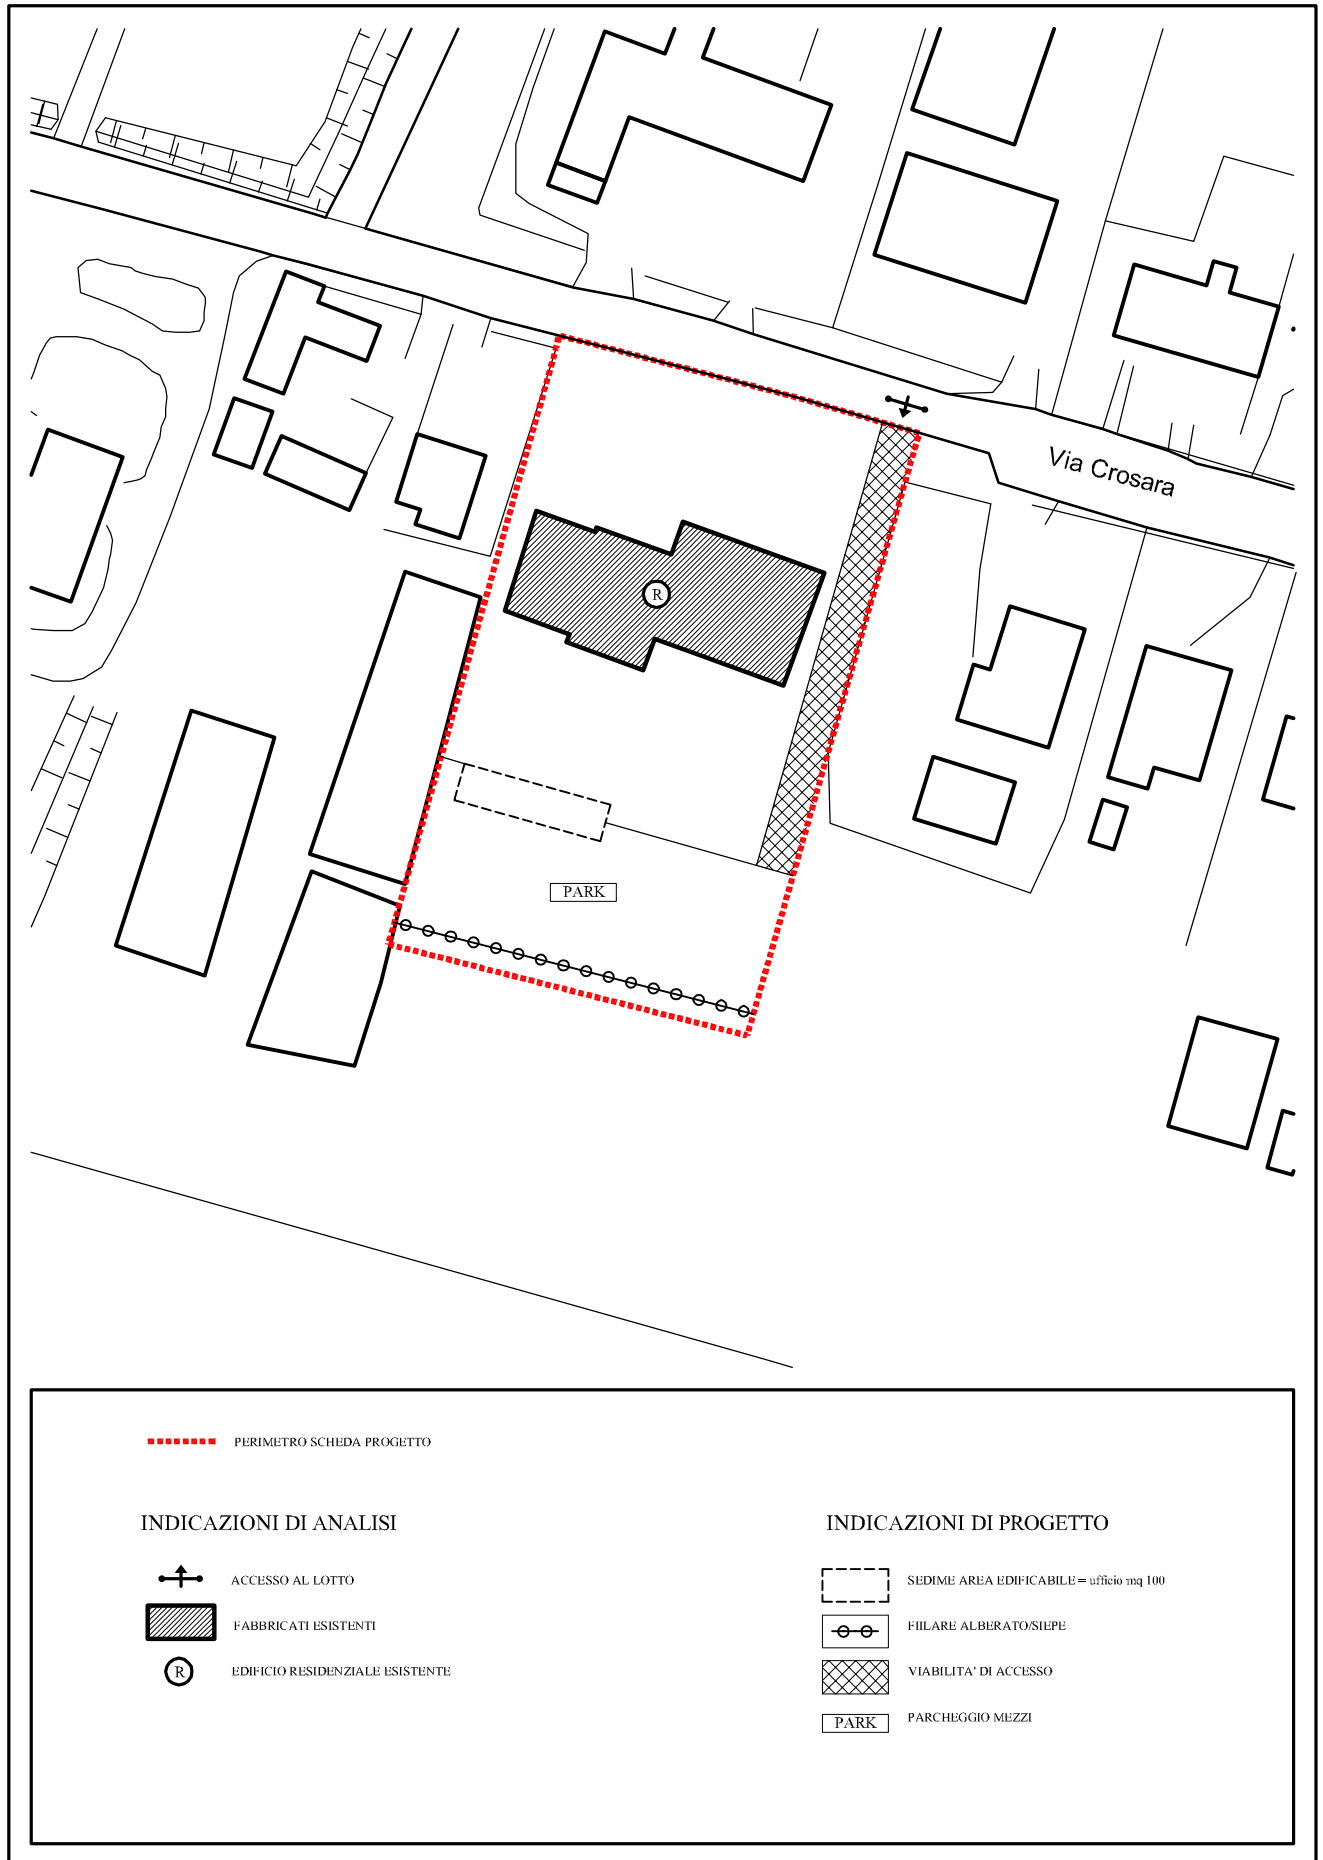 Via Crosara
R
PARK
PERIMETRO SCHEDA PROGETTO
INDICAZIONI DI ANALISI
ACCESSO AL LOTTO
FABBRICATI ESISTENTI
R
EDIFICIO RESIDENZIALE ESISTENTE
INDICAZIONI DI PROGETTO
SEDIME AREA EDIFICABILE = ufficio mq 100
FIILARE ALBERATO/SIEPE
VIABILITA' DI ACCESSO
PARK
PARCHEGGIO MEZZI